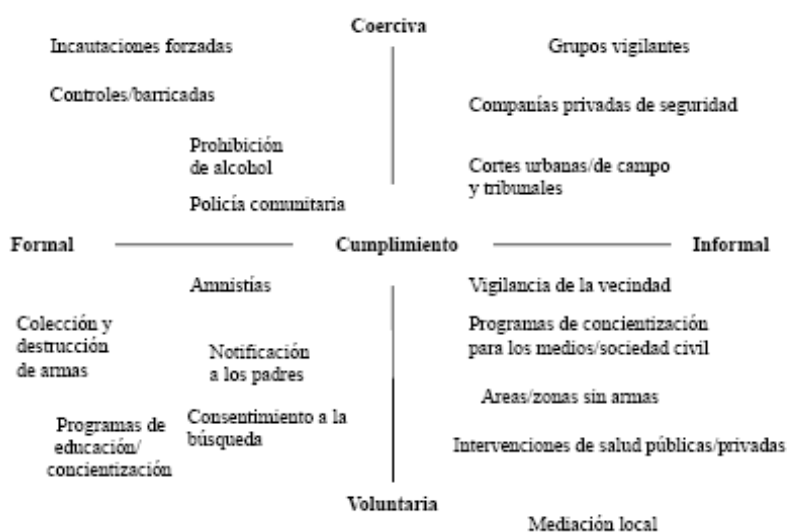 Coerciva
Incautaciones forzadas
Grupos vigilantes
Controles/barricadas
Companías privadas de seguridad
Prohibición
de alcohol
Cortes urbanas/de campo
y tribunales
Policía comunitaria
Formal
Cumplimiento
Informal
Amnistías
Vigilancia de la vecindad
Colección y
destrucción
de armas
Notificación
a los padres
Programas de concientización
para los medios/sociedad civil
Areas/zonas sin armas
Programas de
educación/
concientización
Consentimiento a la
búsqueda
Intervenciones de salud públicas/privadas
Voluntaria
Mediación local